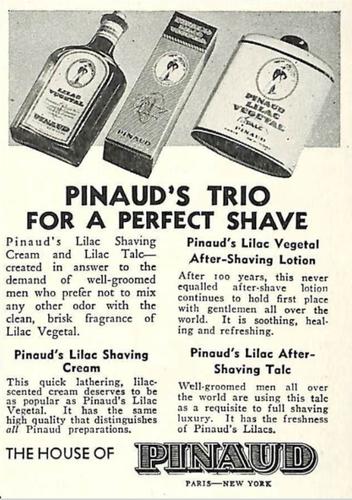 LILAC
VEGETAL
PINAUD
PINAUD
PINAUD
LILAC
VEGETAL
TALC
PINAUD'S TRIO
FOR A PERFECT SHAVE
Pinaud's Lilac Shaving
Cream and Lilac Talc—
created in answer to the
demand of well-groomed
men who prefer not to mix
any other odor with the
clean, brisk fragrance of
Lilac Vegetal.
Pinaud's Lilac Shaving
Cream
This quick lathering, lilac-
scented cream deserves to be
as popular as Pinaud's Lilac
Vegetal. It has the same
high quality that distinguishes
all Pinaud preparations.
Pinaud's Lilac Vegetal
After-Shaving Lotion
After 100 years, this never
equalled after-shave lotion
continues to hold first place
with gentlemen all over the
world. It is soothing, heal-
ing and refreshing.
Pinaud's Lilac After-
Shaving Talc
Well-groomed men all over
the world are using this talc
as a requisite to full shaving
luxury. It has the freshness
of Pinaud's Lilacs.
THE HOUSE OF PINAUD
PARIS—NEW YORK